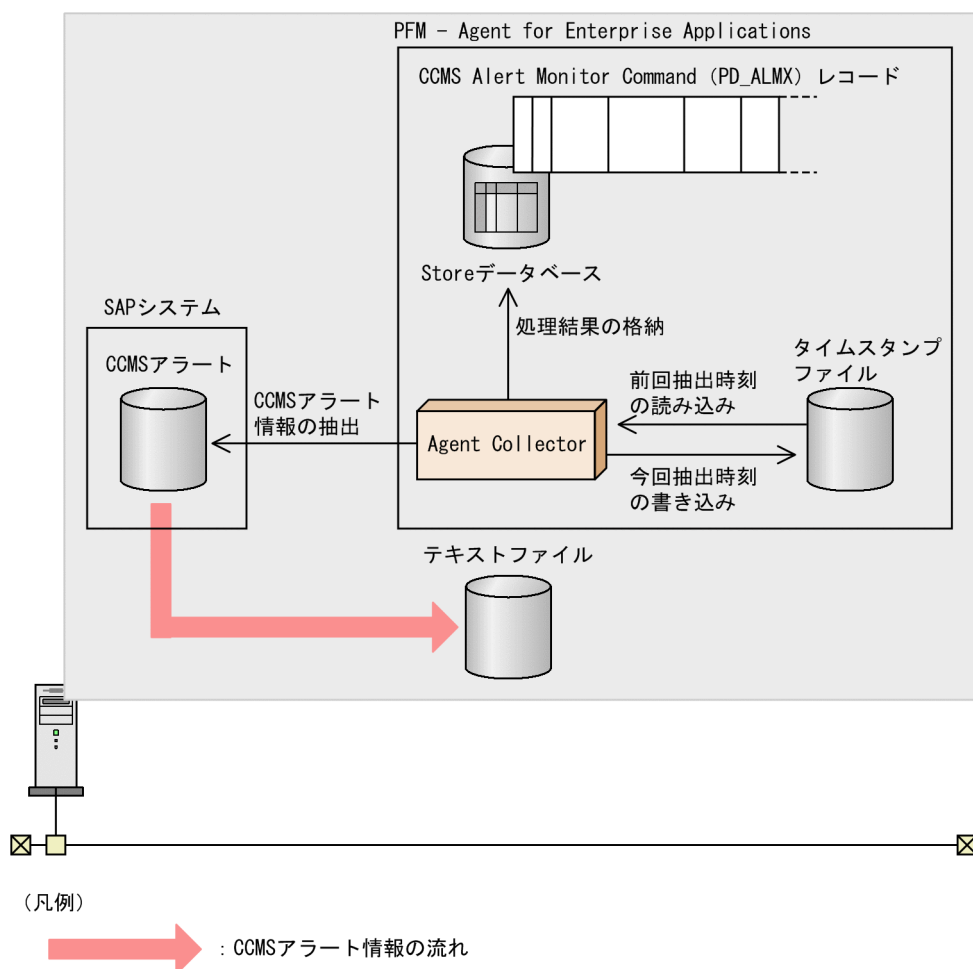 PFM - Agent for Enterprise Applications
CCMS Alert Monitor Command (PD_ALMX) レコード
Storeデータベース
SAPシステム
処理結果の格納
CCMSアラート
タイムスタンプ
ファイル
前回抽出時刻
の読み込み
CCMSアラート
情報の抽出
Agent Collector
今回抽出時刻
の書き込み
テキストファイル
(凡例)
: CCMSアラート情報の流れ